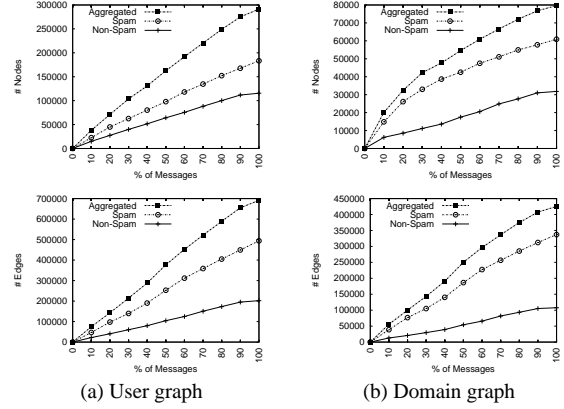 300000
250000
200000
150000
100000
50000
0
# Nodes
Aggregated
Spam
Non-Spam
0 10 20 30 40 50 60 70 80 90 100
% of Messages
80000
70000
60000
50000
40000
30000
20000
10000
0
# Nodes
Aggregated
Spam
Non-Spam
0 10 20 30 40 50 60 70 80 90 100
% of Messages
700000
600000
500000
400000
300000
200000
100000
0
# Edges
Aggregated
Spam
Non-Spam
0 10 20 30 40 50 60 70 80 90 100
% of Messages
450000
400000
350000
300000
250000
200000
150000
100000
50000
0
# Edges
Aggregated
Spam
Non-Spam
0 10 20 30 40 50 60 70 80 90 100
% of Messages
(a) User graph
(b) Domain graph